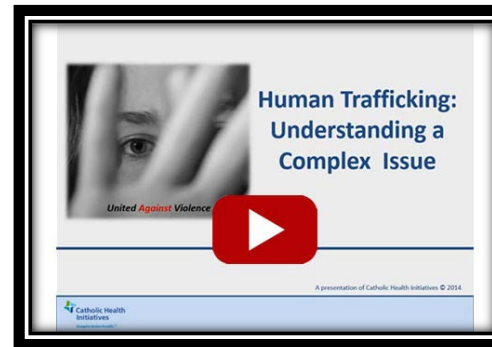 Human Trafficking:
Understanding a
Complex Issue
United Against Violence
A presentation of Catholic Health Initiatives © 2014
Catholic Health
Initiatives